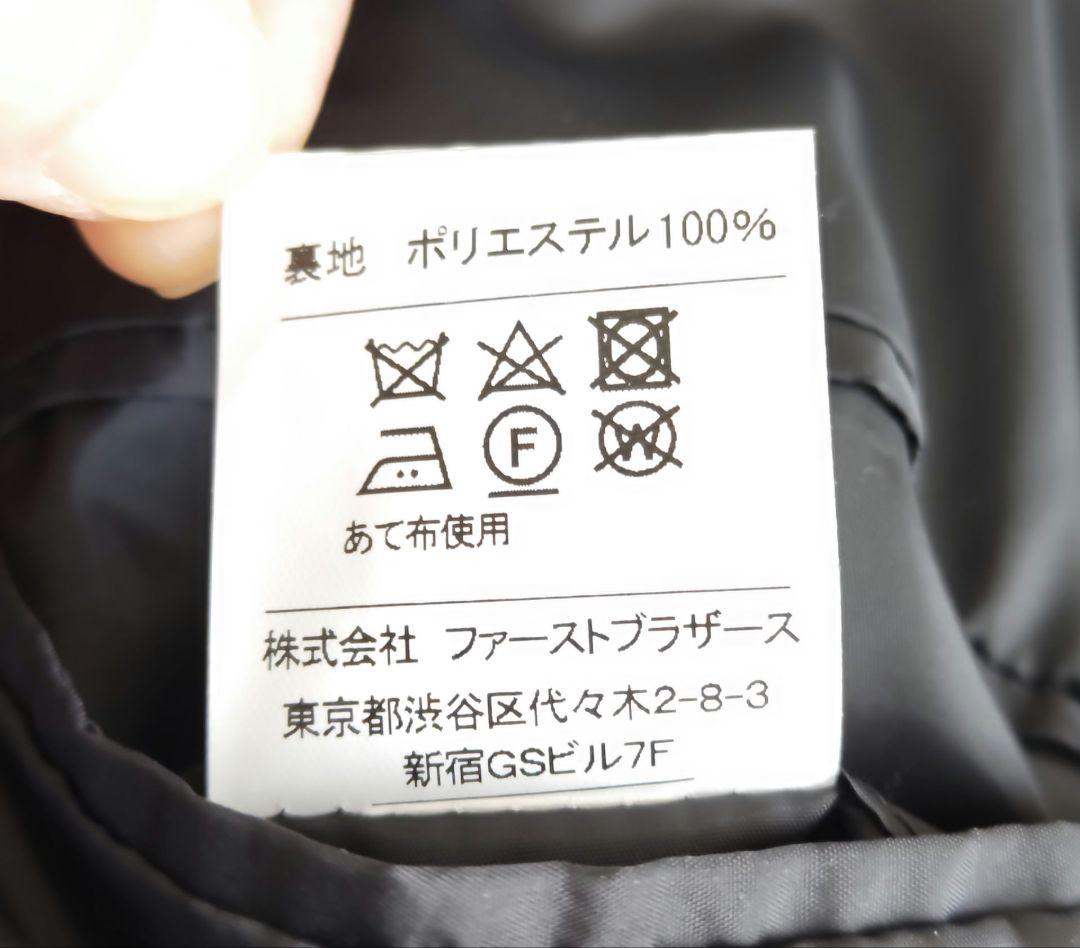 裏地 ポリエステル100%
F W
あて布使用
株式会社 ファーストブラザース
東京都渋谷区代々木2-8-3
新宿GSビル7F